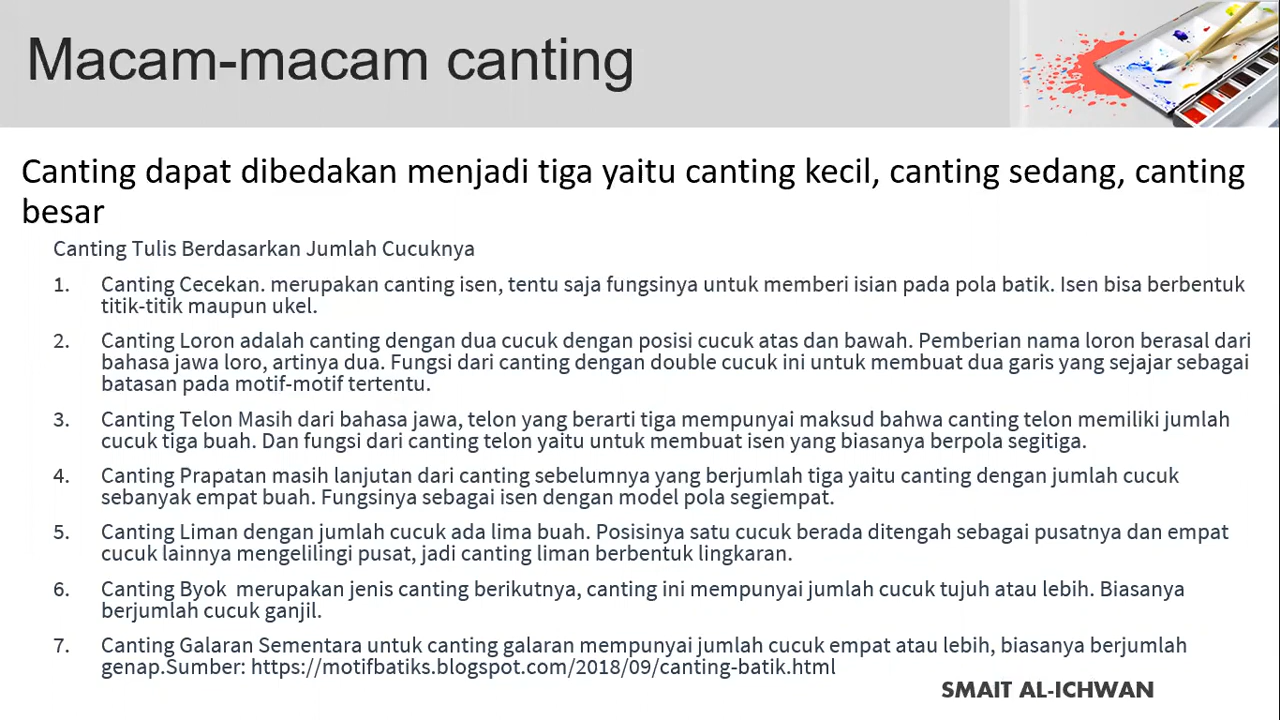 Macam-macam canting
Canting dapat dibedakan menjadi tiga yaitu canting kecil, canting sedang, canting
besar
Canting Tulis Berdasarkan Jumlah Cucuknya
1. Canting Cecekan. merupakan canting isen, tentu saja fungsinya untuk memberi isian pada pola batik. Isen bisa berbentuk
titik-titik maupun ukel.
2. Canting Loron adalah canting dengan dua cucuk dengan posisi cucuk atas dan bawah. Pemberian nama loron berasal dari
bahasa jawa loro, artinya dua. Fungsi dari canting dengan double cucuk ini untuk membuat dua garis yang sejajar sebagai
batasan pada motif-motif tertentu.
3. Canting Telon Masih dari bahasa jawa, telon yang berarti tiga mempunyai maksud bahwa canting telon memiliki jumlah
cucuk tiga buah. Dan fungsi dari canting telon yaitu untuk membuat isen yang biasanya berpola segitiga.
4. Canting Prapatan masih lanjutan dari canting sebelumnya yang berjumlah tiga yaitu canting dengan jumlah cucuk
sebanyak empat buah. Fungsinya sebagai isen dengan model pola segiempat.
5. Canting Liman dengan jumlah cucuk ada lima buah. Posisinya satu cucuk berada ditengah sebagai pusatnya dan empat
cucuk lainnya mengelilingi pusat, jadi canting liman berbentuk lingkaran.
6. Canting Byok  merupakan jenis canting berikutnya, canting ini mempunyai jumlah cucuk tujuh atau lebih. Biasanya
berjumlah cucuk ganjil.
7. Canting Galaran Sementara untuk canting galaran mempunyai jumlah cucuk empat atau lebih, biasanya berjumlah
genap.Sumber: https://motifbatiks.blogspot.com/2018/09/canting-batik.html
SMAIT AL-ICHWAN